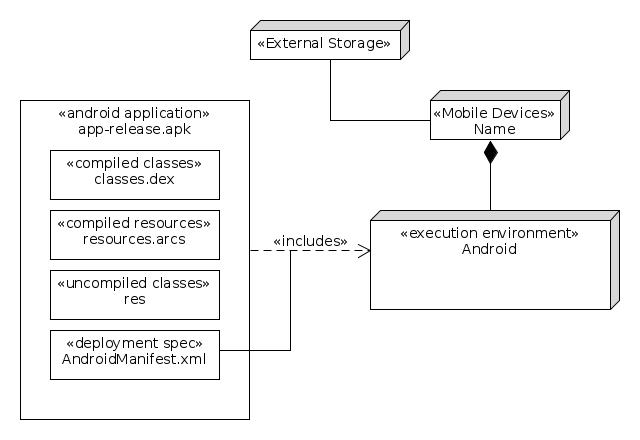 «External Storage»
«Mobile Devices»
Name
«android application»
app-release.apk
«compiled classes»
classes.dex
«compiled resources»
resources.arcs
«uncompiled classes»
res
«deployment spec»
AndroidManifest.xml
«includes»
«execution environment»
Android